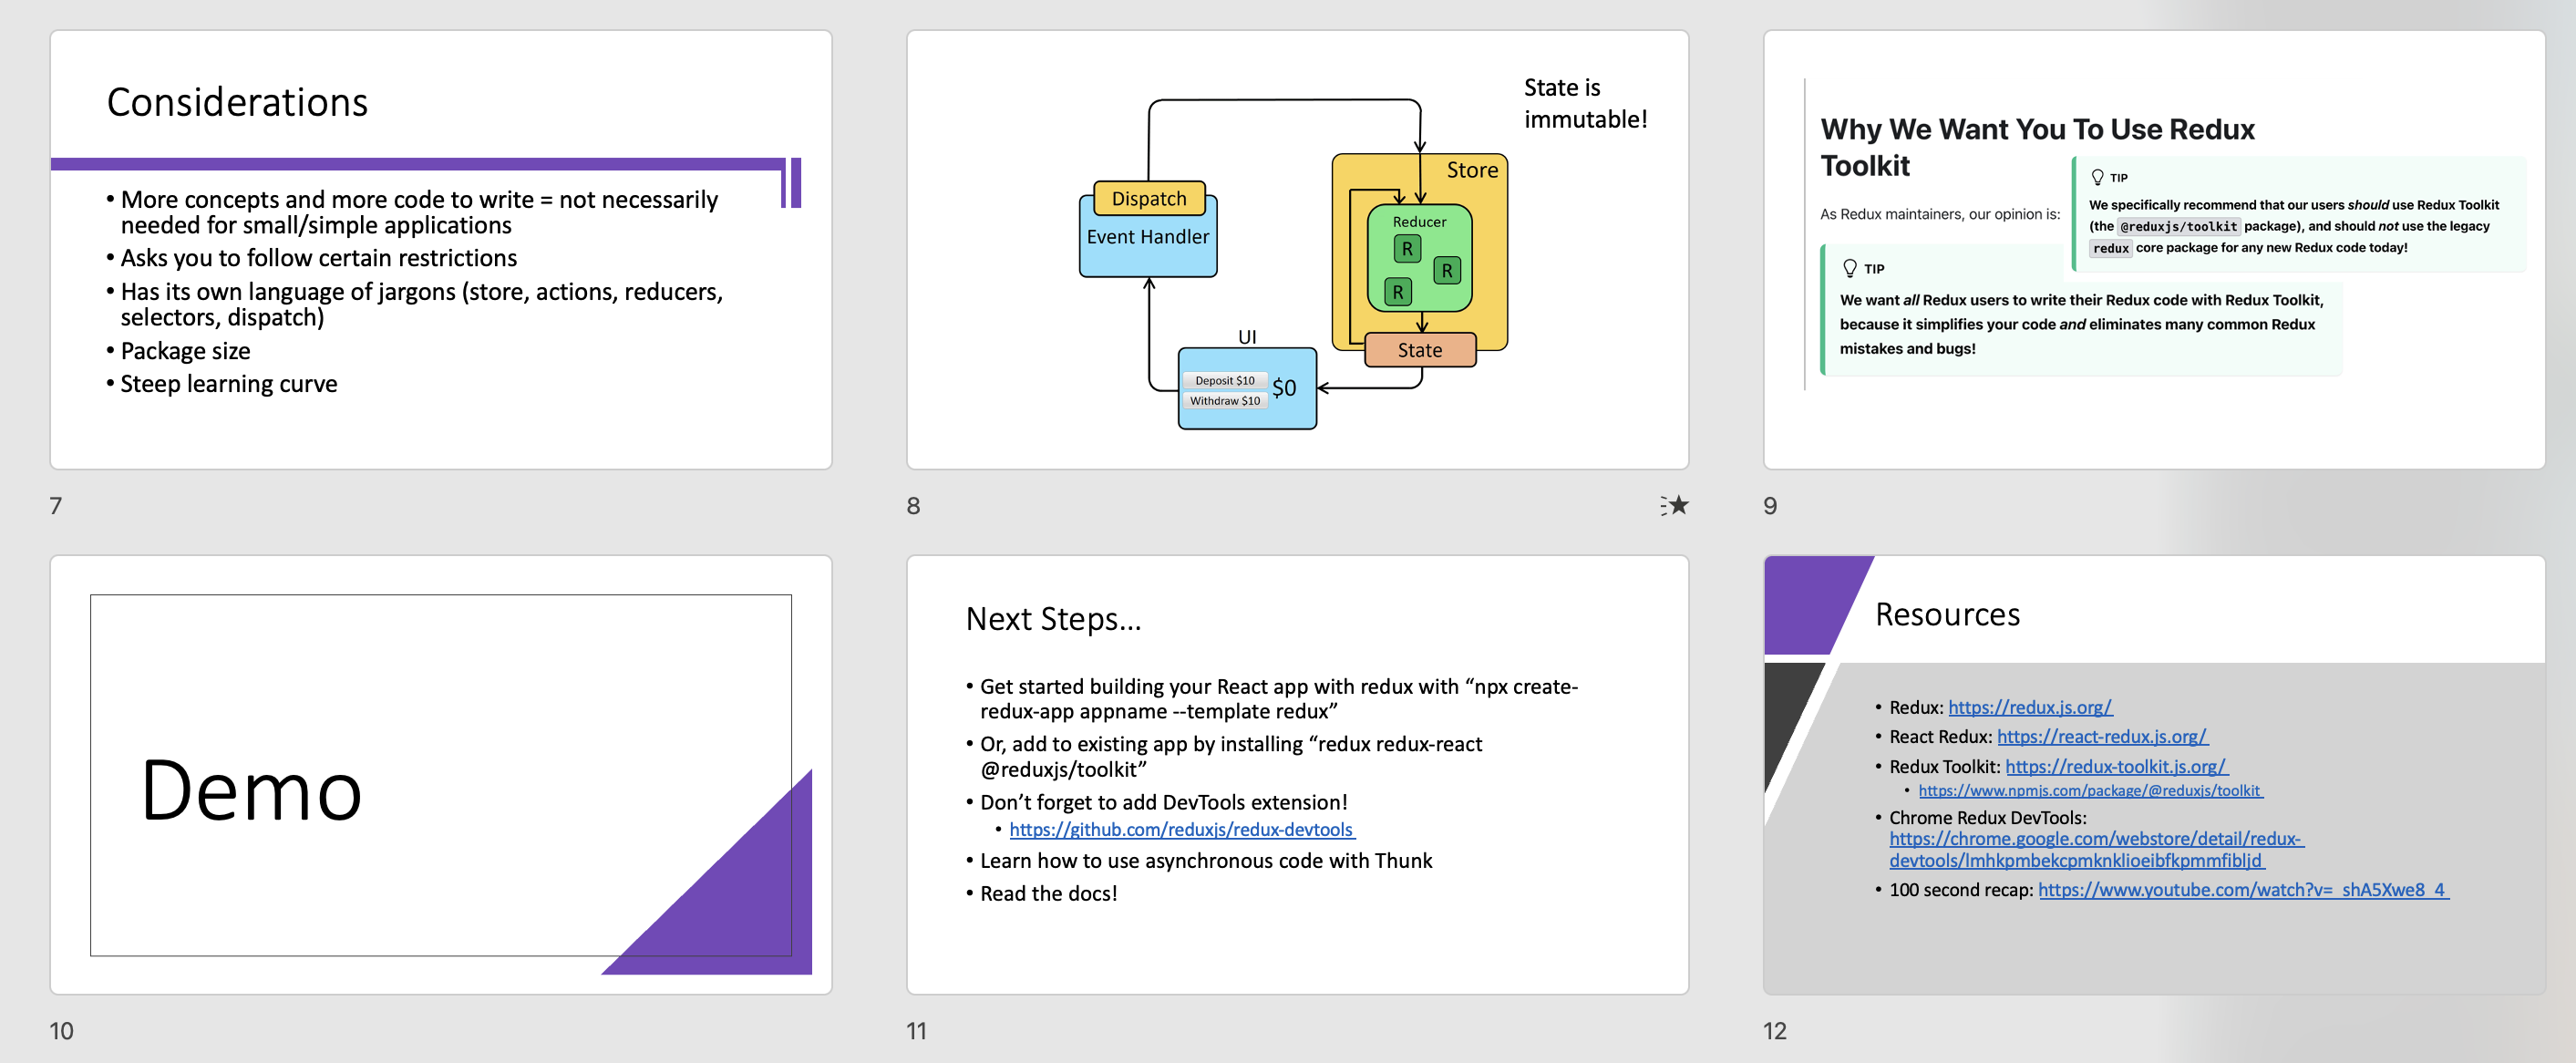 Considerations
• More concepts and more code to write = not necessarily
needed for small/simple applications
• Asks you to follow certain restrictions
• Has its own language of jargons (store, actions, reducers,
selectors, dispatch)
• Package size
• Steep learning curve
7
State is
immutable!
Store
Dispatch
Event Handler
Reducer
R
R
R
State
UI
Deposit $10
Withdraw $10
$0
8
Why We Want You To Use Redux
Toolkit
As Redux maintainers, our opinion is:
TIP
We specifically recommend that our users should use Redux Toolkit
(the @reduxjs/toolkit package), and should not use the legacy
redux core package for any new Redux code today!
TIP
We want all Redux users to write their Redux code with Redux Toolkit,
because it simplifies your code and eliminates many common Redux
mistakes and bugs!
9
Demo
10
Next Steps...
• Get started building your React app with redux with “npx create-
redux-app appname --template redux”
• Or, add to existing app by installing “redux redux-react
@reduxjs/toolkit”
• Don’t forget to add DevTools extension!
• https://github.com/reduxjs/redux-devtools
• Learn how to use asynchronous code with Thunk
• Read the docs!
11
Resources
• Redux: https://redux.js.org/
• React Redux: https://react-redux.js.org/
• Redux Toolkit: https://redux-toolkit.js.org/
• https://www.npmjs.com/package/@reduxjs/toolkit
• Chrome Redux DevTools:
https://chrome.google.com/webstore/detail/redux-
devtools/lmhkpmbekcpmknklioeibfkpmmfibljd
• 100 second recap: https://www.youtube.com/watch?v=_shA5Xwe8_4
12